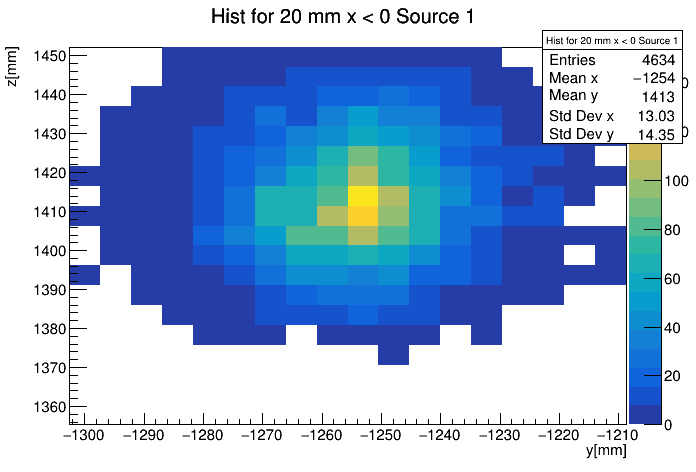 Hist for 20 mm x < 0 Source 1
z[mm]
1450
1440
1430
1420
1410
1400
1390
1380
1370
1360
−1300 −1290 −1280 −1270 −1260 −1250 −1240 −1230 −1220 −1210
y[mm]
Hist for 20 mm x < 0 Source 1
Entries 4634
Mean x −1254
Mean y 1413
Std Dev x 13.03
Std Dev y 14.35
100
80
60
40
20
0